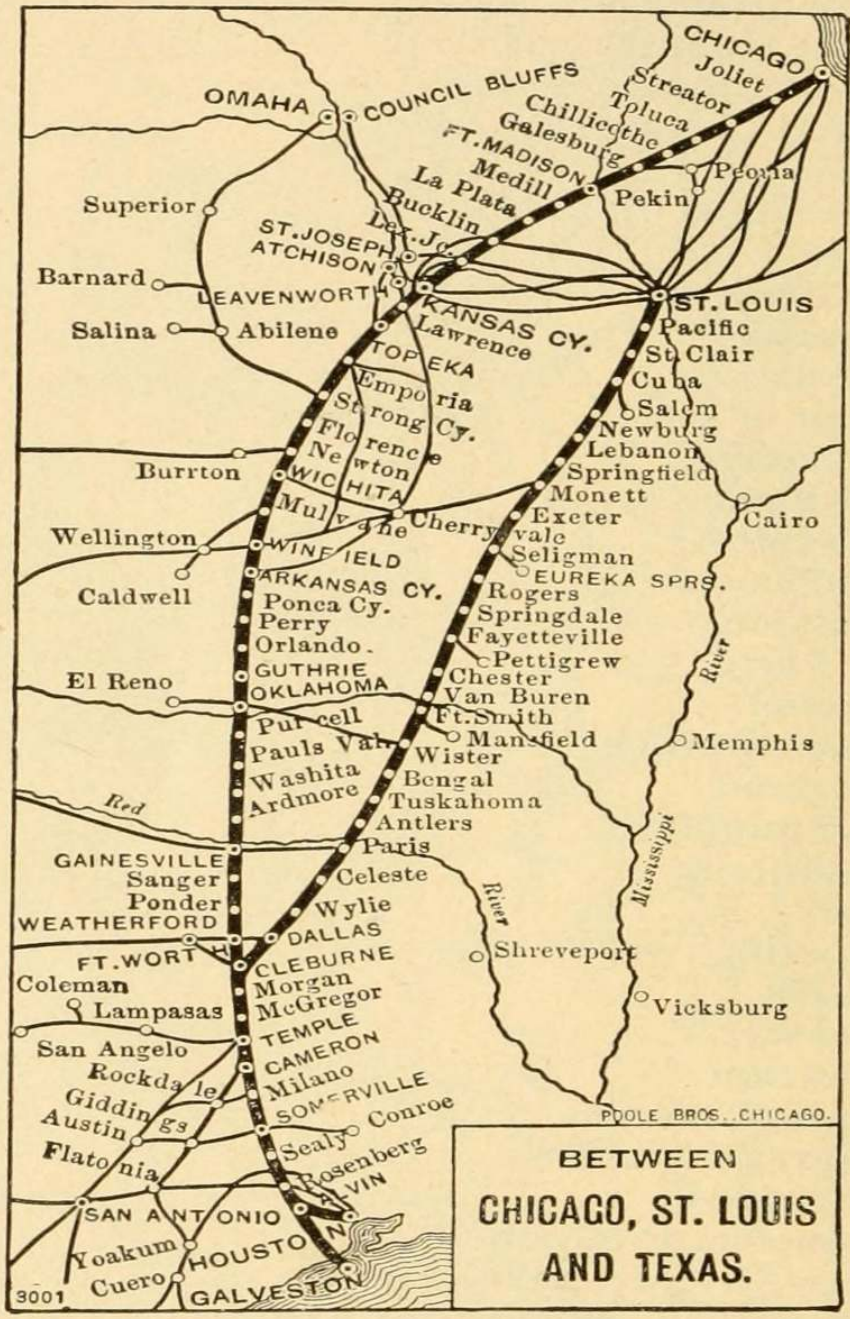 CHICAGO
Joliet
Streator
Toluca
Chillicothe
Galesburg
FT. MADISON
Medill
La Plata
Bucklin
Lex. Jc.
Peoria
Pekin
OMAHA
COUNCIL BLUFFS
Superior
ST. JOSEPH
ATCHISON
Barnard
LEAVENWORTH
Salina
Abilene
KANSAS CY.
Lawrence
TOPEKA
Emporia
Strong Cy.
Florence
Newton
Burrton
WICHITA
Mulvane
Cherryvale
Wellington
WINFIELD
Caldwell
ARKANSAS CY.
Ponca Cy.
Perry
Orlando.
GUTHRIE
El Reno
OKLAHOMA
Purcell
Pauls Val.
Washita
Ardmore
Red
River
GAINESVILLE
Sanger
Ponder
WEATHERFORD
FT. WORTH
ST. LOUIS
Pacific
St. Clair
Cuba
Salem
Newburg
Lebanon
Springfield
Monett
Exeter
Seligman
EUREKA SPRS.
Rogers
Springdale
Fayetteville
Pettigrew
Chester
Van Buren
Ft. Smith
Mansfield
Wister
Bengal
Tuskahoma
Antlers
Paris
Celeste
Wylie
DALLAS
CLEBURNE
Morgan
McGregor
Coleman
Lampasas
San Angelo
TEMPLE
CAMERON
Rockdale
Milano
Giddings
SOMERVILLE
Austin
Conroe
Sealy
Flatonia
Rosenberg
ALVIN
SAN ANTONIO
Yoakum
HOUSTON
Cuero
GALVESTON
Cairo
River
Memphis
Mississippi
Shreveport
Vicksburg
POOLE BROS., CHICAGO.
BETWEEN
CHICAGO, ST. LOUIS
AND TEXAS.
3001